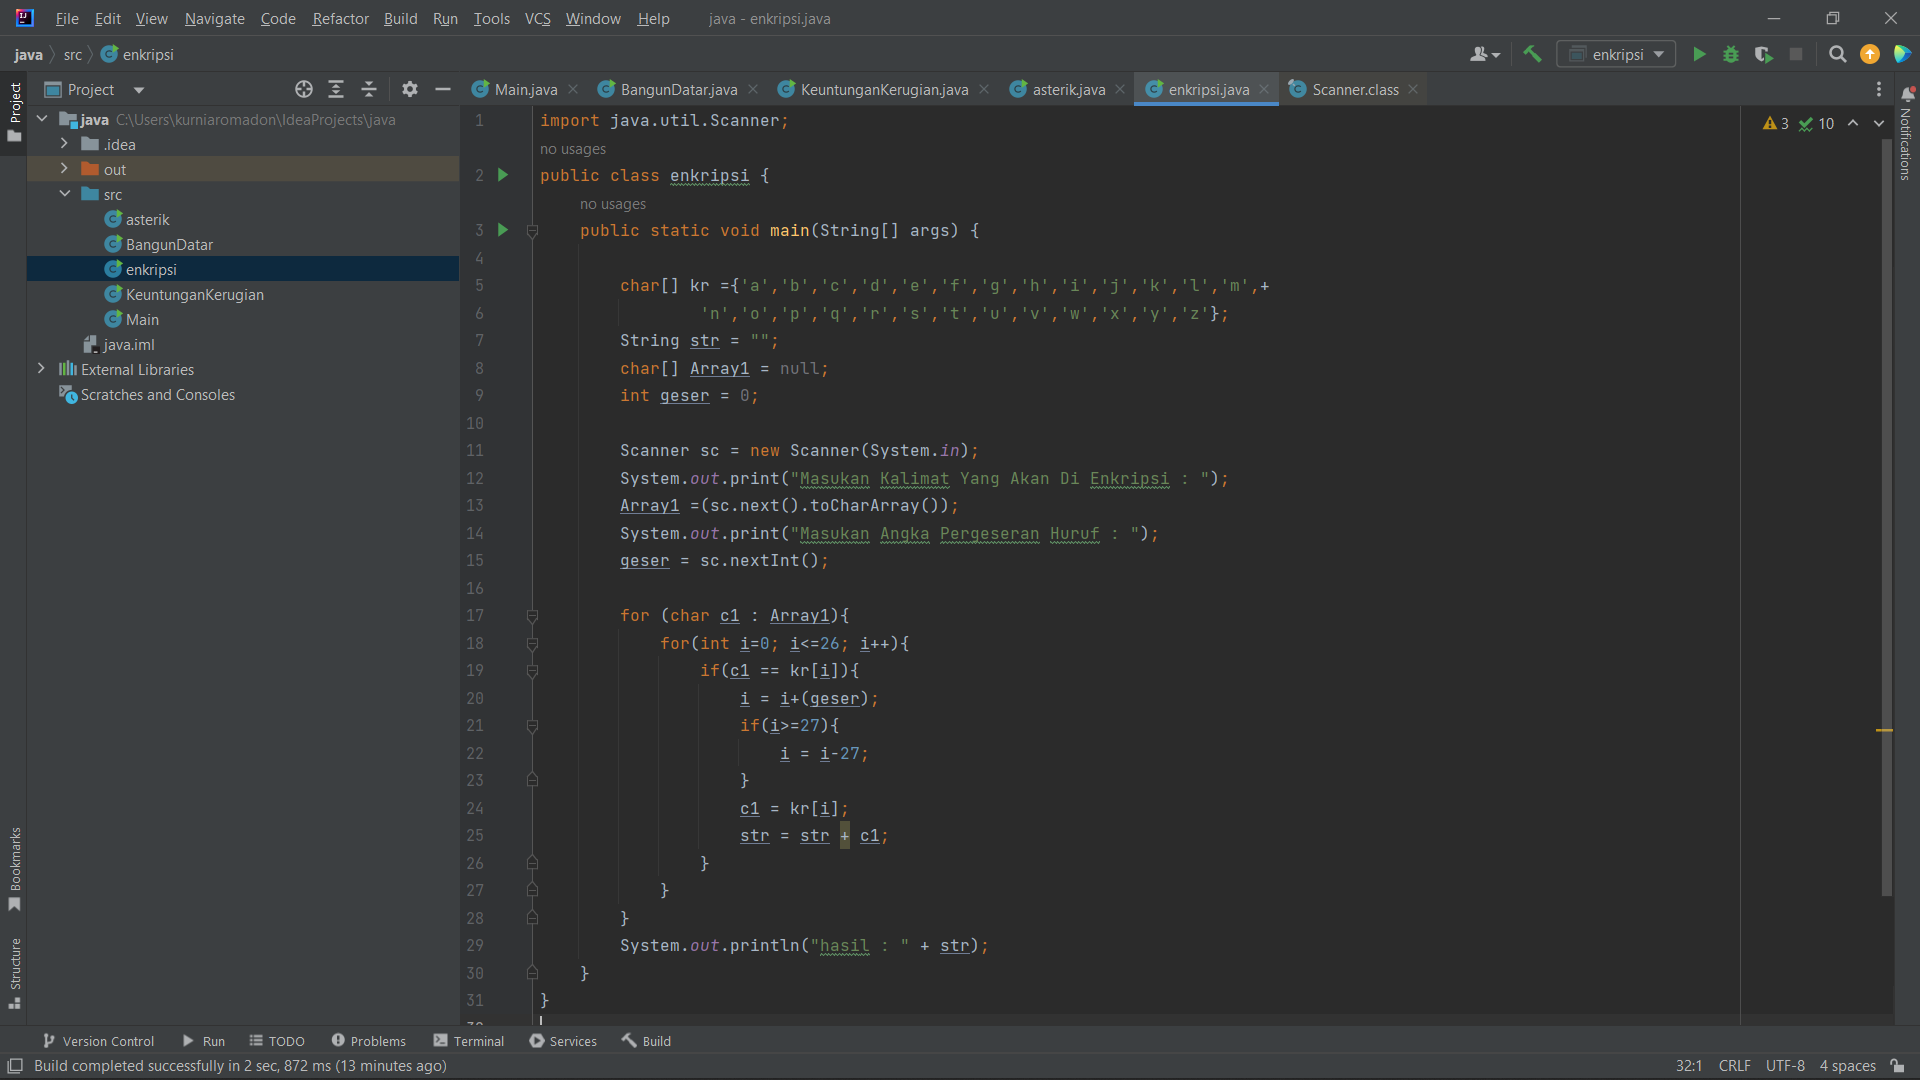 File Edit View Navigate Code Refactor Build Run Tools VCS Window Help java - enkripsi.java
java src enkripsi enkripsi
Project Main.java BangunDatar.java KeuntunganKerugian.java asterik.java enkripsi.java Scanner.class
Project
Notifications
Bookmarks
Structure
java C:\Users\kurniaromadon\IdeaProjects\java
.idea
out
src
asterik
BangunDatar
enkripsi
KeuntunganKerugian
Main
java.iml
External Libraries
Scratches and Consoles
3 10
1 import java.util.Scanner;
no usages
2 public class enkripsi {
no usages
3 public static void main(String[] args) {
4
5 char[] kr ={'a','b','c','d','e','f','g','h','i','j','k','l','m',+
6 'n','o','p','q','r','s','t','u','v','w','x','y','z'};
7 String str = "";
8 char[] Array1 = null;
9 int geser = 0;
10
11 Scanner sc = new Scanner(System.in);
12 System.out.print("Masukan Kalimat Yang Akan Di Enkripsi : ");
13 Array1 =(sc.next().toCharArray());
14 System.out.print("Masukan Angka Pergeseran Huruf : ");
15 geser = sc.nextInt();
16
17 for (char c1 : Array1){
18 for(int i=0; i<=26; i++){
19 if(c1 == kr[i]){
20 i = i+(geser);
21 if(i>=27){
22 i = i-27;
23 }
24 c1 = kr[i];
25 str = str + c1;
26 }
27 }
28 }
29 System.out.println("hasil : " + str);
30 }
31 }
Version Control Run TODO Problems Terminal Services Build
Build completed successfully in 2 sec, 872 ms (13 minutes ago) 32:1 CRLF UTF-8 4 spaces